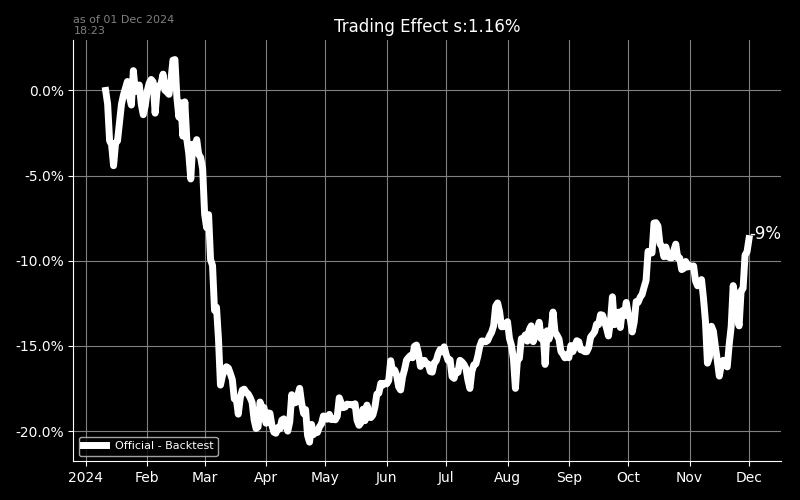 as of 01 Dec 2024
18:23
Trading Effect s:1.16%
0.0%
-5.0%
-10.0%
-15.0%
-20.0%
-9%
Official - Backtest
2024 Feb Mar Apr May Jun Jul Aug Sep Oct Nov Dec